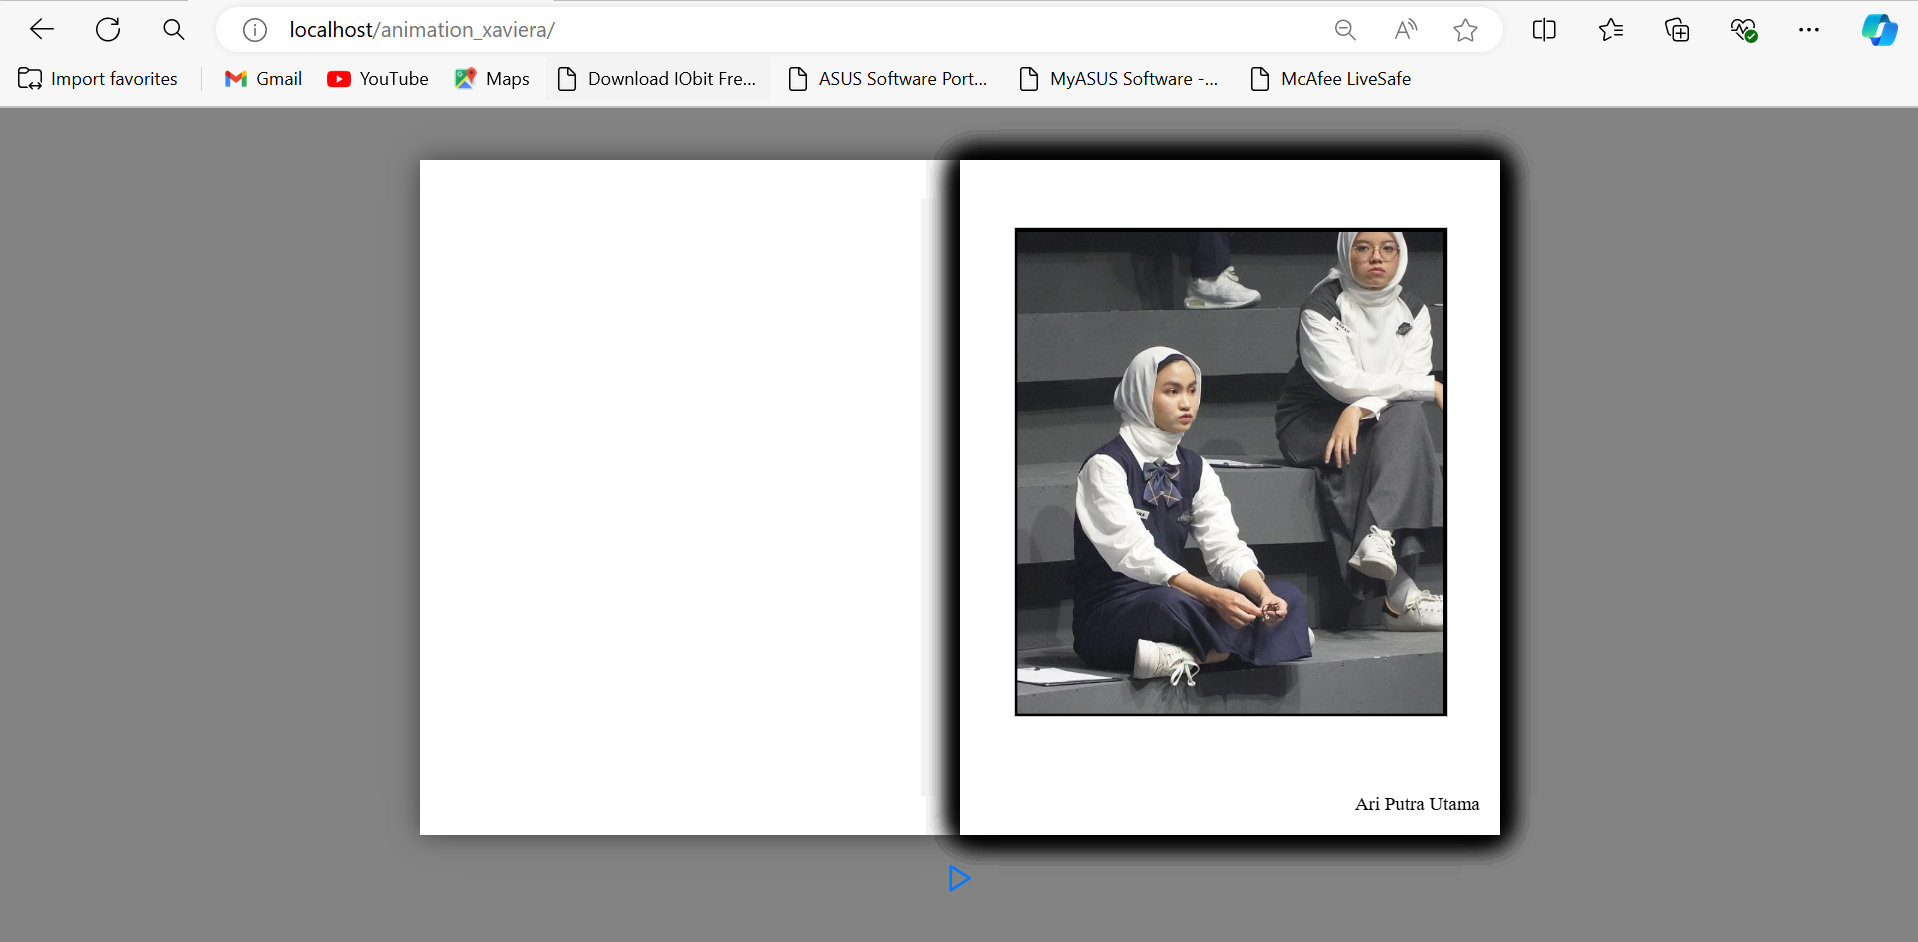 localhost/animation_xaviera/
Import favorites
Gmail
YouTube
Maps
Download IObit Fre...
ASUS Software Port...
MyASUS Software -...
McAfee LiveSafe
SARAH
Ari Putra Utama